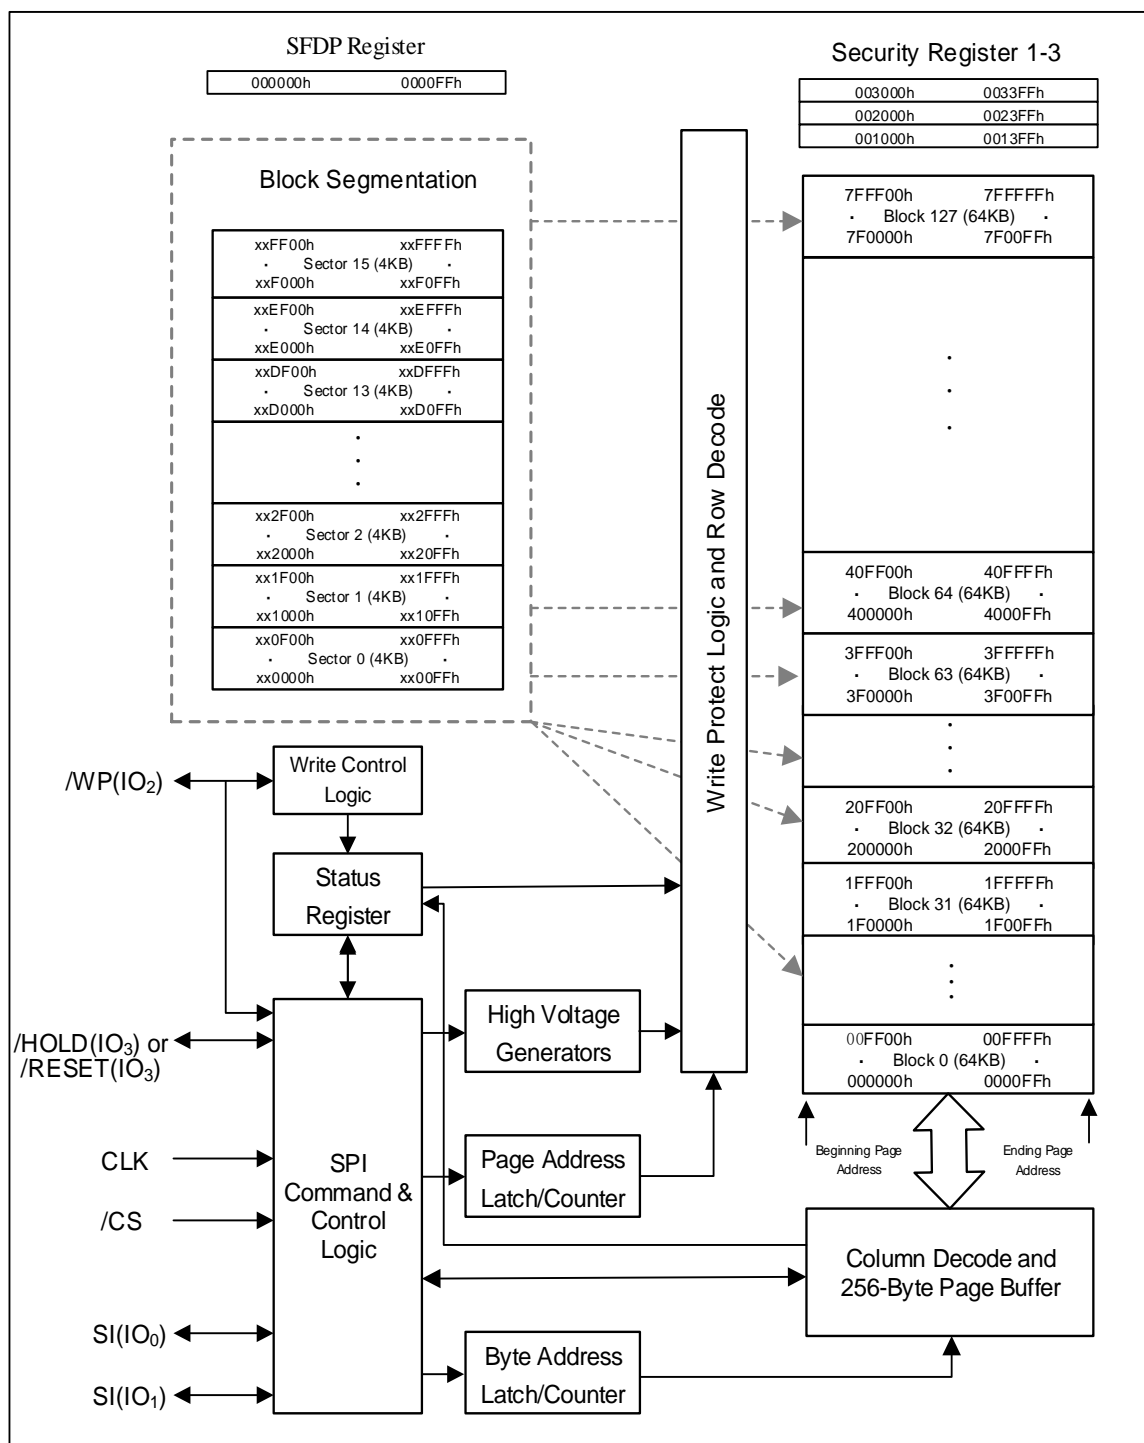 SFDP Register
000000h 0000FFh
Security Register 1-3
003000h 0033FFh
002000h 0023FFh
001000h 0013FFh
Block Segmentation
xxFF00h xxFFFFh
· Sector 15 (4KB) ·
xxF000h xxF0FFh
xxEF00h xxEFFFh
· Sector 14 (4KB) ·
xxE000h xxE0FFh
xxDF00h xxDFFFh
· Sector 13 (4KB) ·
xxD000h xxD0FFh
xx2F00h xx2FFFh
· Sector 2 (4KB) ·
xx2000h xx20FFh
xx1F00h xx1FFFh
· Sector 1 (4KB) ·
xx1000h xx10FFh
xx0F00h xx0FFFh
· Sector 0 (4KB) ·
xx0000h xx00FFh
Write Protect Logic and Row Decode
7FFF00h 7FFFFFh
· Block 127 (64KB) ·
7F0000h 7F00FFh
40FF00h 40FFFFh
· Block 64 (64KB) ·
400000h 4000FFh
3FFF00h 3FFFFFh
· Block 63 (64KB) ·
3F0000h 3F00FFh
20FF00h 20FFFFh
· Block 32 (64KB) ·
200000h 2000FFh
1FFF00h 1FFFFFh
· Block 31 (64KB) ·
1F0000h 1F00FFh
00FF00h 00FFFFh
· Block 0 (64KB) ·
000000h 0000FFh
Beginning Page
Address
Ending Page
Address
/WP(IO2)
Write Control
Logic
Status
Register
/HOLD(IO3) or
/RESET(IO3)
High Voltage
Generators
CLK
/CS
SPI
Command &
Control
Logic
Page Address
Latch/Counter
Column Decode and
256-Byte Page Buffer
SI(IO0)
SI(IO1)
Byte Address
Latch/Counter